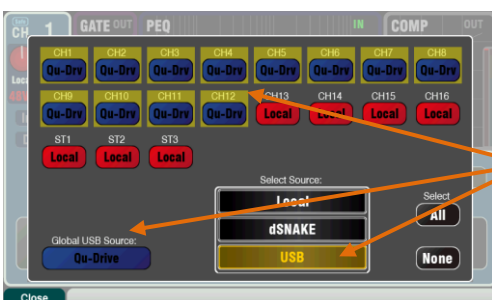 CH 1 GATE OUT PEQ IN COMP OUT
CH1 CH2 CH3 CH4 CH5 CH6 CH7 CH8
Qu-Drv Qu-Drv Qu-Drv Qu-Drv Qu-Drv Qu-Drv Qu-Drv Qu-Drv
CH9 CH10 CH11 CH12 CH13 CH14 CH15 CH16
Qu-Drv Qu-Drv Qu-Drv Qu-Drv Local Local Local Local
ST1 ST2 ST3
Local Local Local
Select Source:
Local
Select
All
dSNAKE
Global USB Source:
Qu-Drive
USB
None
Close